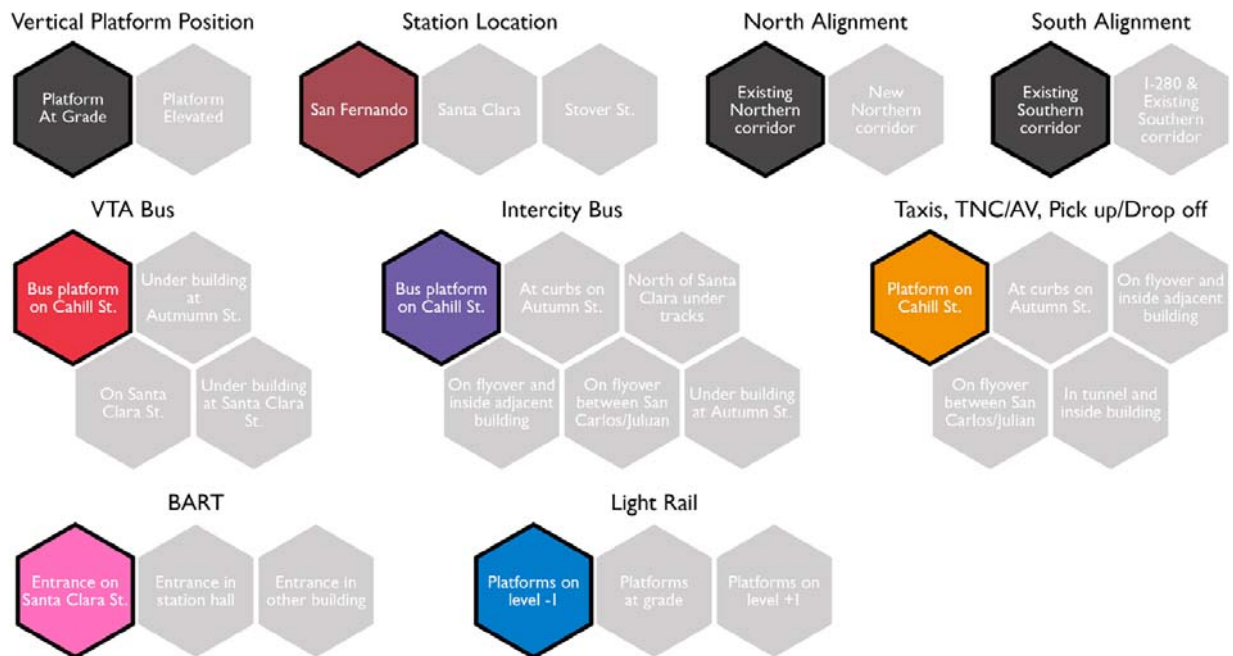 Vertical Platform Position
Station Location
North Alignment
South Alignment
Platform
At Grade
Platform
Elevated
San Fernando
Santa Clara
Stover St.
Existing
Northern
corridor
New
Northern
corridor
Existing
Southern
corridor
I-280 &
Existing
Southern
corridor
VTA Bus
Intercity Bus
Taxis, TNC/AV, Pick up/Drop off
Bus platform
on Cahill St.
Under building
at
Autmumn St.
On Santa
Clara St.
Under building
at Santa Clara
St.
Bus platform
on Cahill St.
At curbs on
Autumn St.
North of Santa
Clara under
tracks
On flyover and
inside adjacent
building
On flyover
between San
Carlos/Juluan
Under building
at Autumn St.
Platform on
Cahill St.
At curbs on
Autumn St.
On flyover and
inside adjacent
building
On flyover
between San
Carlos/Julian
In tunnel and
inside building
BART
Light Rail
Entrance on
Santa Clara St.
Entrance in
station hall
Entrance in
other building
Platforms on
level -1
Platforms
at grade
Platforms on
level +1